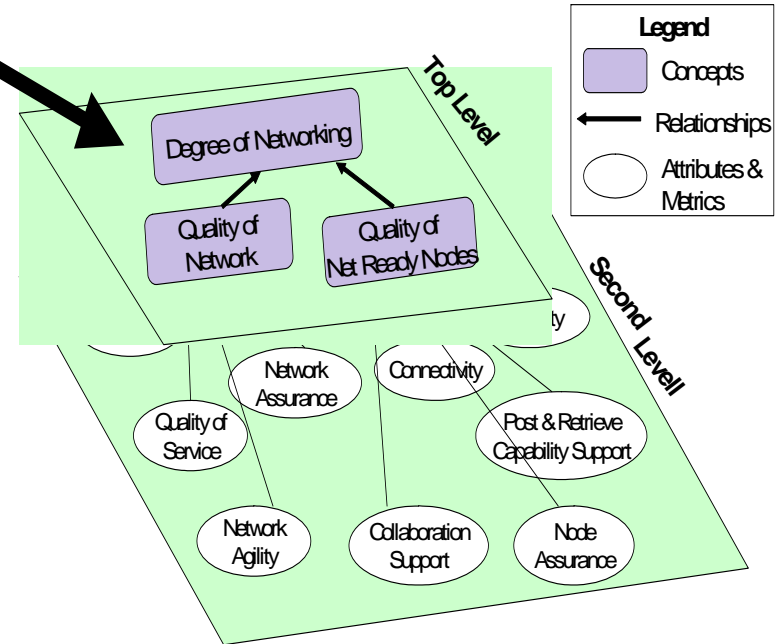 Legend
Concepts
Relationships
Attributes &
Metrics
Top Level
Degree of Networking
Quality of
Network
Quality of
Net Ready Nodes
Second Levell
Network
Assurance
Connectivity
Quality of
Service
Post & Retrieve
Capability Support
Network
Agility
Collaboration
Support
Node
Assurance